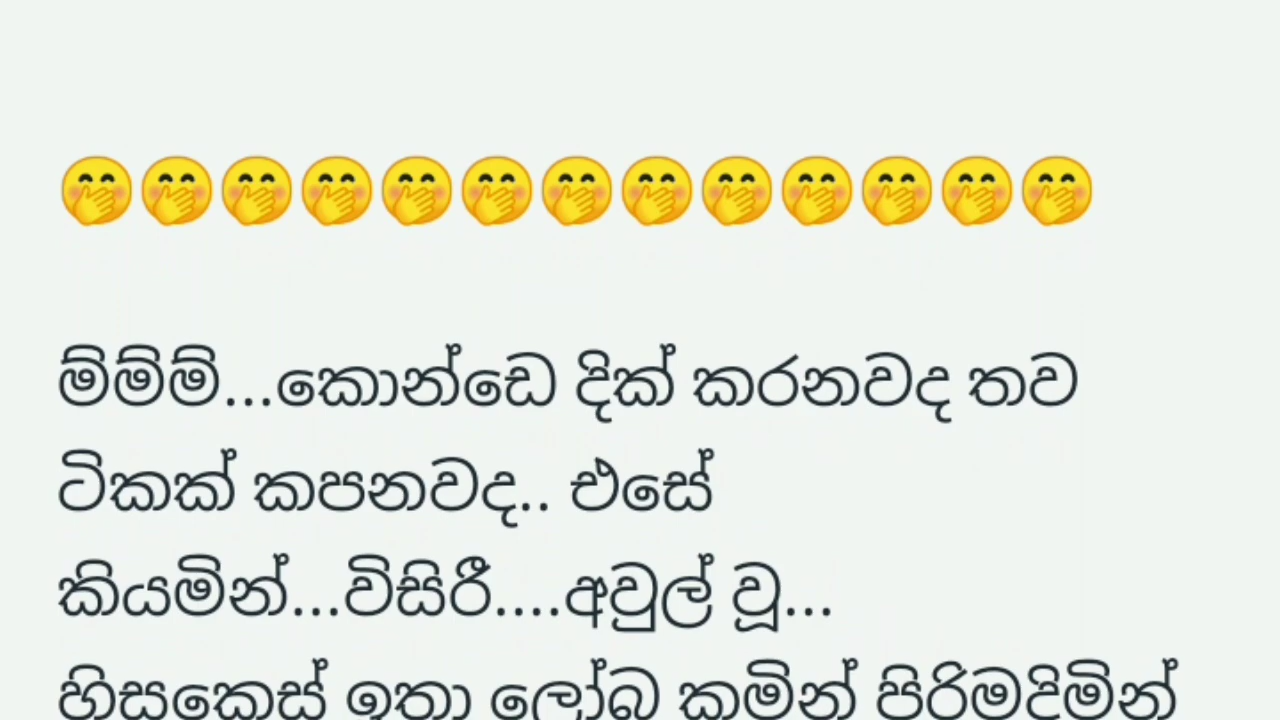 🤭🤭🤭🤭🤭🤭🤭🤭🤭🤭🤭🤭🤭
ම්ම්ම්...කොන්ඩෙ දික් කරනවද තව
ටිකක් කපනවද.. එසේ
කියමින්...විසිරී....අවුල් වූ...
හිසකෙස් ඉතා ලෝබ කමින් පිරිමදිමින්